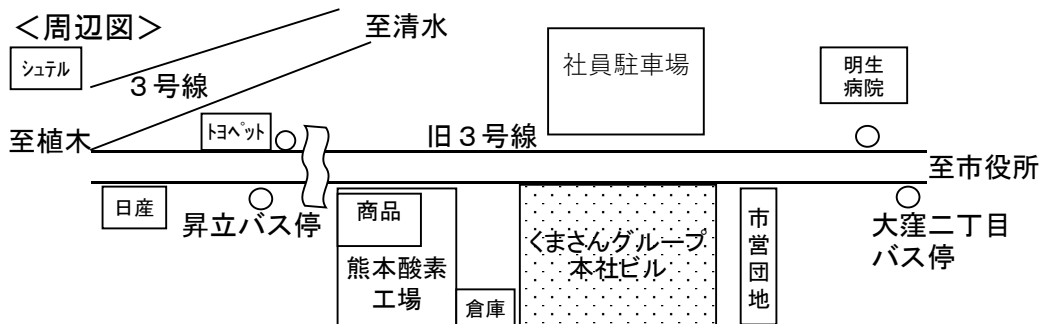 ＜周辺図＞
至清水
ｼｭﾃﾙ
３号線
社員駐車場
明生
病院
至植木
ﾄﾖﾍﾟｯﾄ
旧３号線
至市役所
日産
昇立バス停
商品
熊本酸素
工場
倉庫
くまさんグループ
本社ビル
市営団地
大窪二丁目
バス停